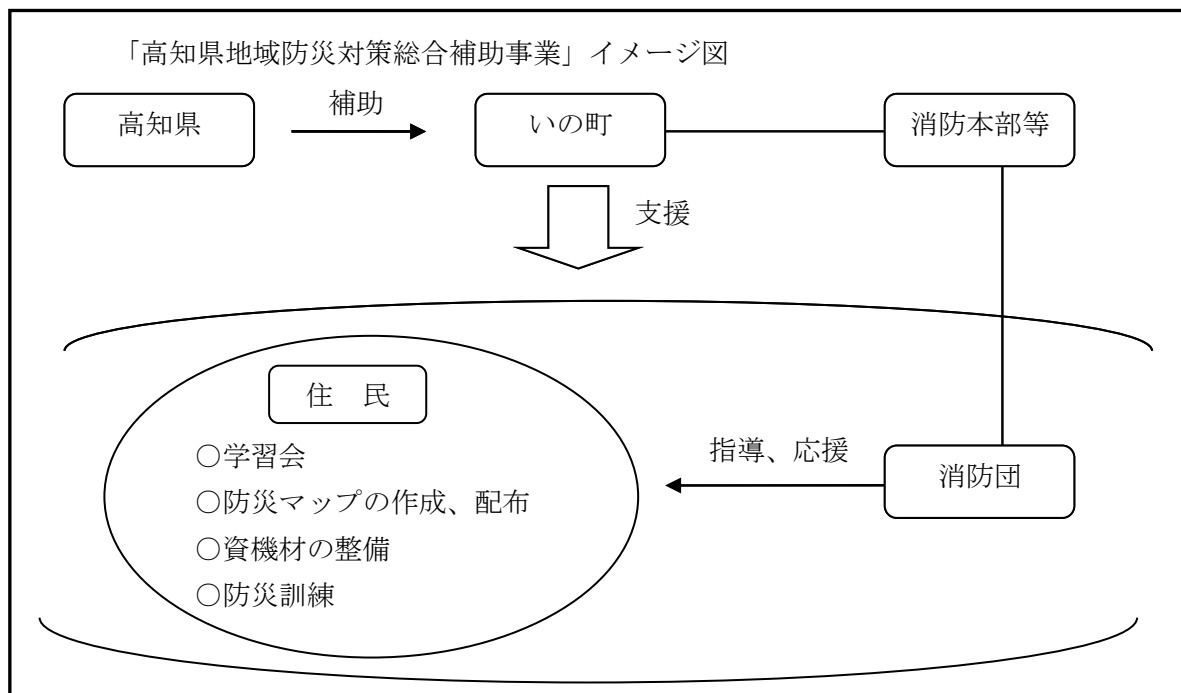 「高知県地域防災対策総合補助事業」イメージ図
高知県
補助
いの町
消防本部等
支援
住　民
○学習会
○防災マップの作成、配布
○資機材の整備
○防災訓練
指導、応援
消防団